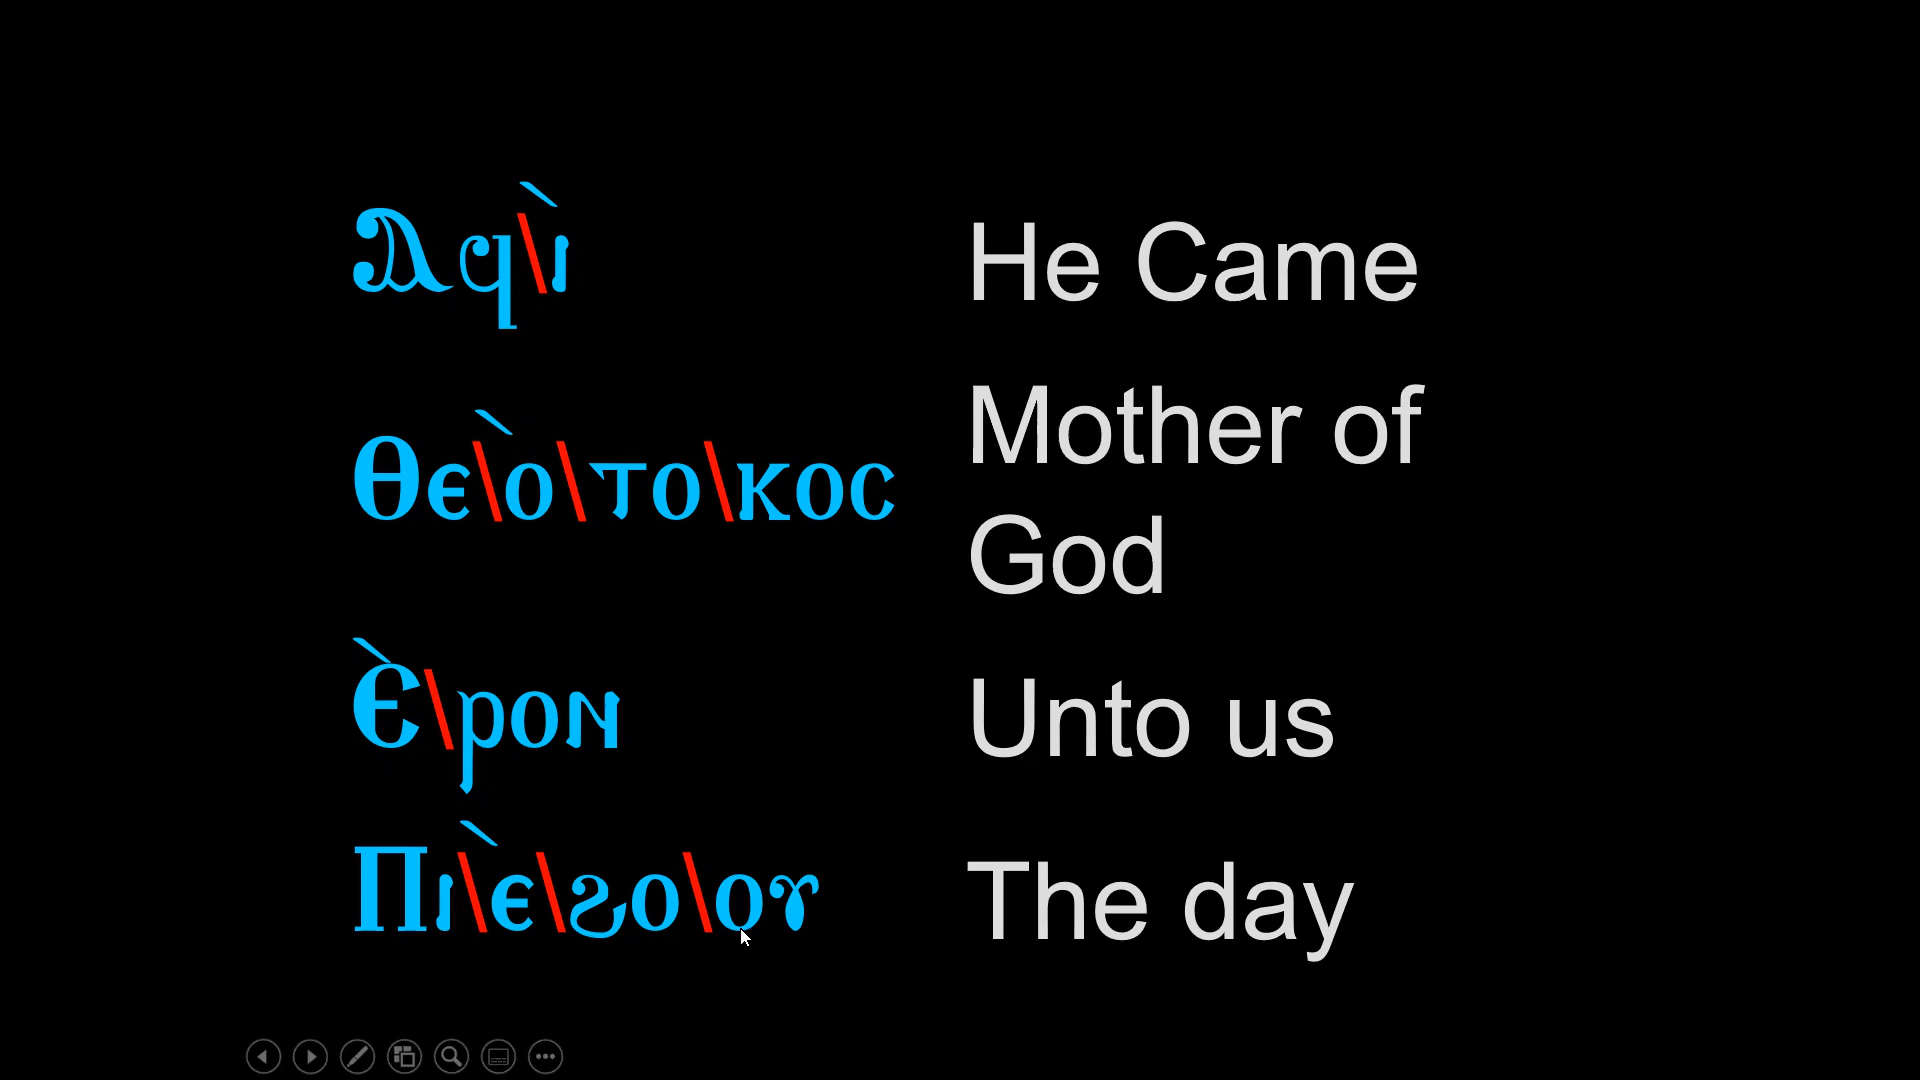 Ⲁϥ\ⲓ̀ He Came
Ⲑⲉ\ⲟ̀\ⲧⲟ\ⲕⲟⲥ Mother of
God
Ⲉ̀\ⲣⲟⲛ Unto us
Ⲡⲓ\ⲉ̀\ϩⲟ\ⲟⲩ The day